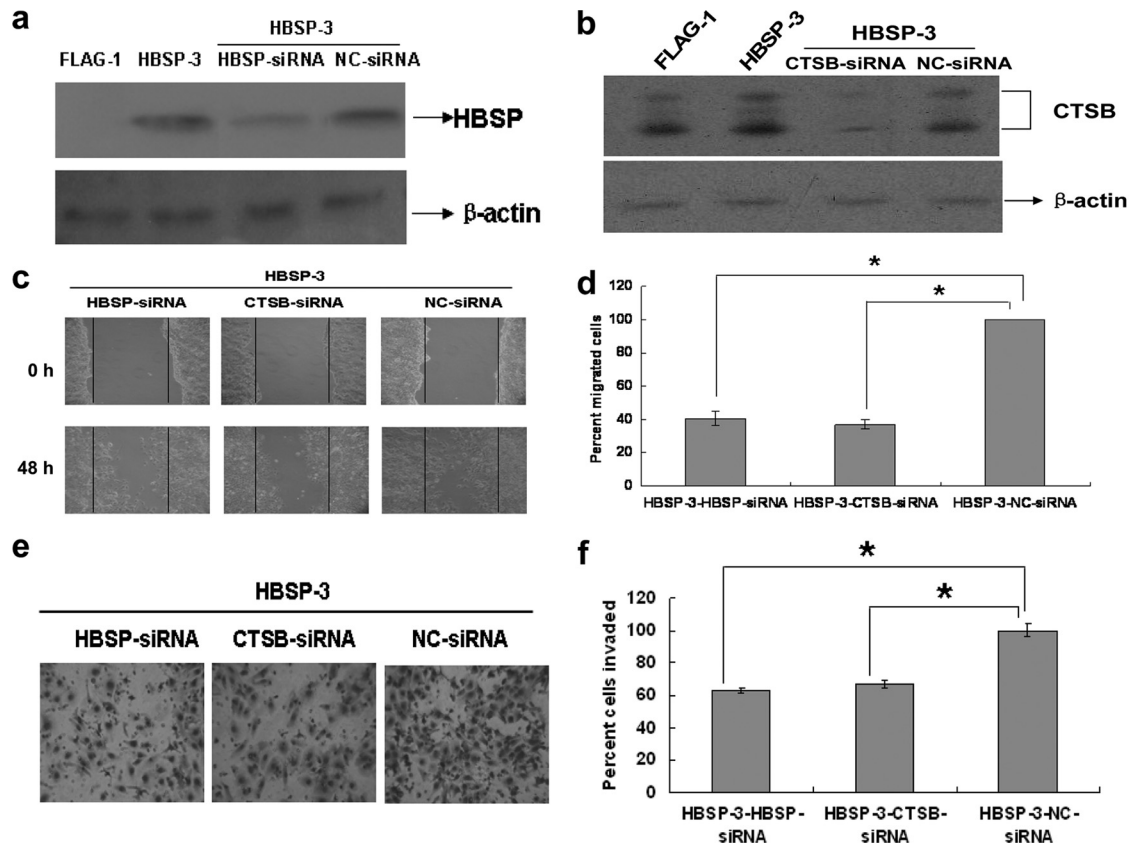 a
HBSP-3
FLAG-1 HBSP-3 HBSP-siRNA NC-siRNA
HBSP
β-actin
b
FLAG-1 HBSP-3 HBSP-3
CTSB-siRNA NC-siRNA
CTSB
β-actin
c
HBSP-3
HBSP-siRNA CTSB-siRNA NC-siRNA
0 h
48 h
d
*
*
120
100
80
60
40
20
0
Percent migrated cells
HBSP-3-HBSP-siRNA HBSP-3-CTSB-siRNA HBSP-3-NC-siRNA
e
HBSP-3
HBSP-siRNA CTSB-siRNA NC-siRNA
f
*
*
120
100
80
60
40
20
0
Percent cells invaded
HBSP-3-HBSP- HBSP-3-CTSB- HBSP-3-NC-
siRNA siRNA siRNA